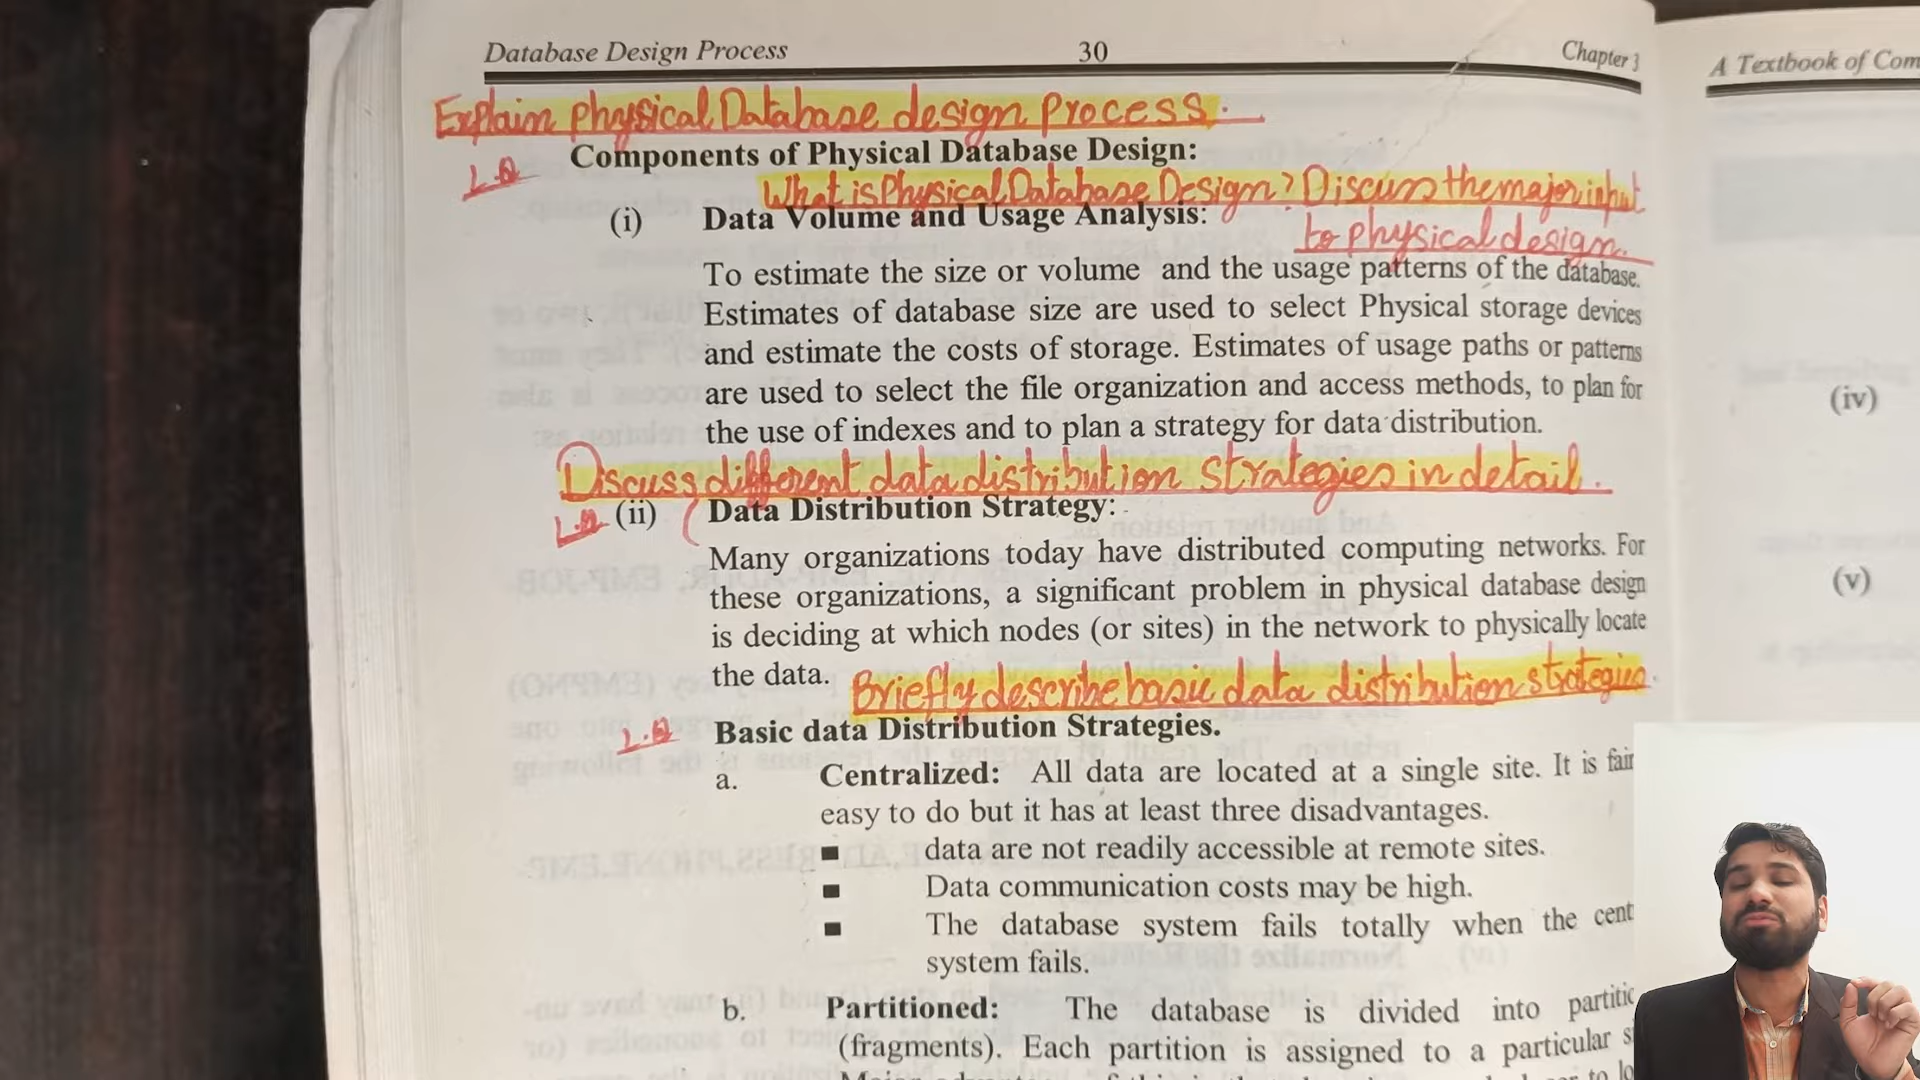 Database Design Process 30 Chapter 3
A Textbook of Com
Explain physical Database design process.
L.Q Components of Physical Database Design:
What is Physical Database Design? Discuss the major input
(i) Data Volume and Usage Analysis:
to physical design.
To estimate the size or volume and the usage patterns of the database.
Estimates of database size are used to select Physical storage devices
and estimate the costs of storage. Estimates of usage paths or patterns
are used to select the file organization and access methods, to plan for
the use of indexes and to plan a strategy for data distribution.
(iv)
Discuss different data distribution strategies in detail.
L.Q (ii) Data Distribution Strategy:
Many organizations today have distributed computing networks. For
these organizations, a significant problem in physical database design
is deciding at which nodes (or sites) in the network to physically locate
the data.
(v)
Briefly describe basic data distribution strategies.
L.Q Basic data Distribution Strategies.
a. Centralized: All data are located at a single site. It is fair
easy to do but it has at least three disadvantages.
data are not readily accessible at remote sites.
Data communication costs may be high.
The database system fails totally when the cent
system fails.
b. Partitioned: The database is divided into partitic
(fragments). Each partition is assigned to a particular s